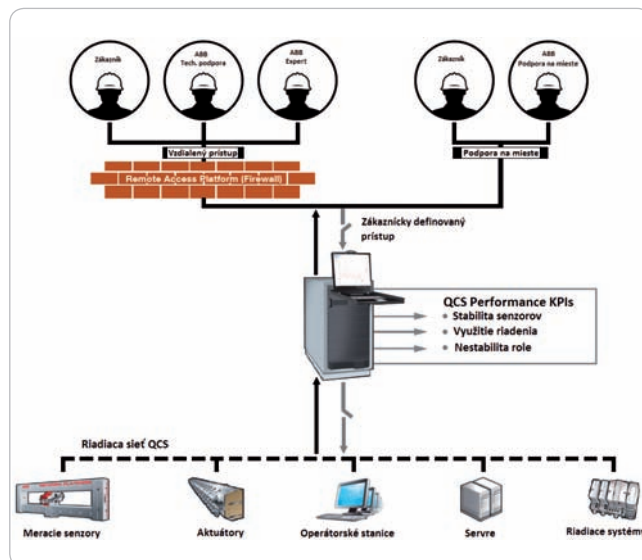 Zákazník
ABB
Tech. podpora
ABB
Expert
Zákazník
ABB
Podpora na mieste
Vzdialený prístup
Podpora na mieste
Remote Access Platform (Firewall)
Zákaznícky definovaný
prístup
QCS Performance KPIs
• Stabilita senzorov
• Využitie riadenia
• Nestabilita role
Riadiaca sieť QCS
Meracie senzory
Aktuátory
Operátorské stanice
Servre
Riadiace systémy